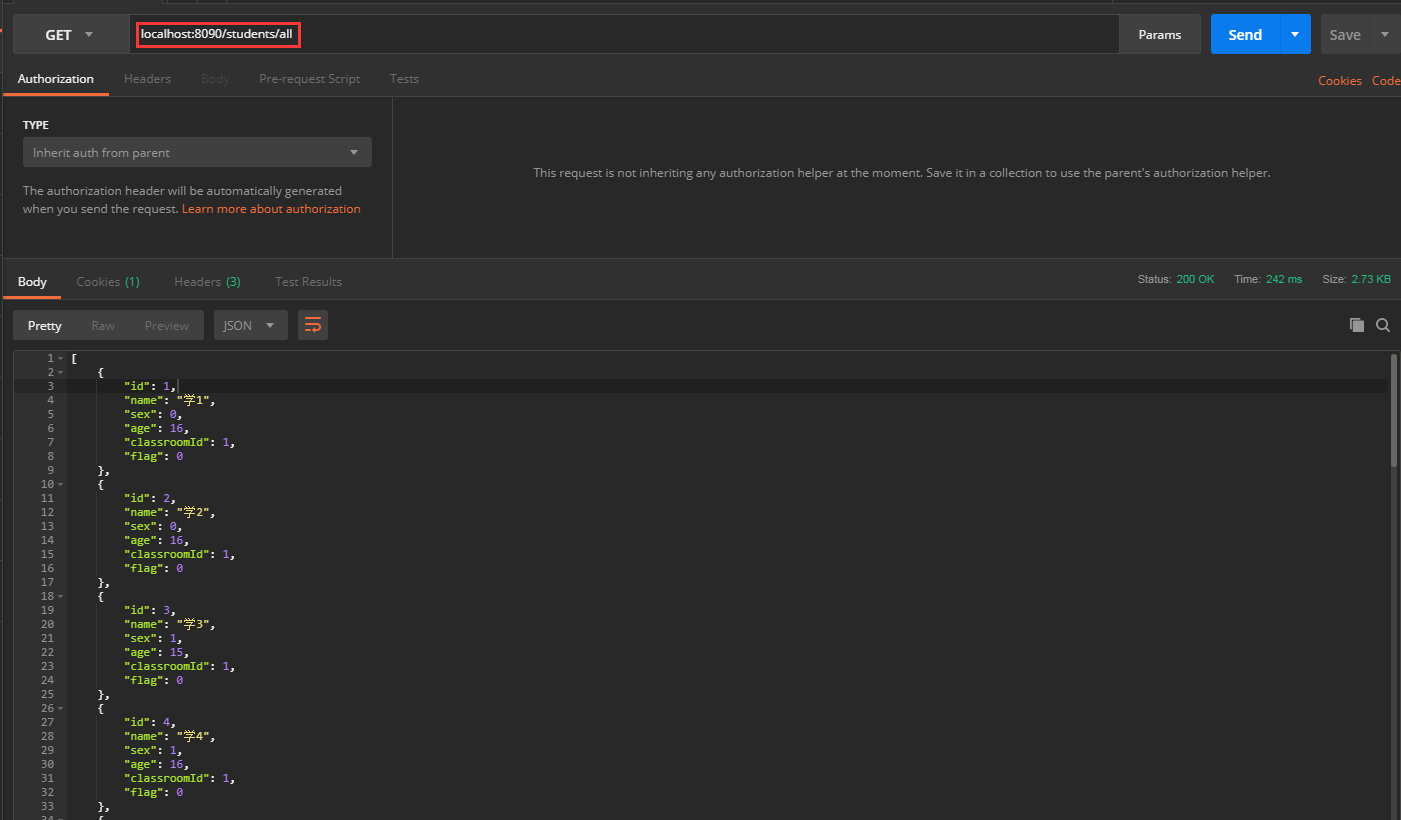 GET localhost:8090/students/all Params Send Save
Authorization Headers Body Pre-request Script Tests Cookies Code
TYPE
Inherit auth from parent
The authorization header will be automatically generated
when you send the request. Learn more about authorization
This request is not inheriting any authorization helper at the moment. Save it in a collection to use the parent's authorization helper.
Body Cookies (1) Headers (3) Test Results Status: 200 OK Time: 242 ms Size: 2.73 KB
Pretty Raw Preview JSON
1 [
2 {
3 "id": 1,
4 "name": "学1",
5 "sex": 0,
6 "age": 16,
7 "classroomId": 1,
8 "flag": 0
9 },
10 {
11 "id": 2,
12 "name": "学2",
13 "sex": 0,
14 "age": 16,
15 "classroomId": 1,
16 "flag": 0
17 },
18 {
19 "id": 3,
20 "name": "学3",
21 "sex": 1,
22 "age": 15,
23 "classroomId": 1,
24 "flag": 0
25 },
26 {
27 "id": 4,
28 "name": "学4",
29 "sex": 1,
30 "age": 16,
31 "classroomId": 1,
32 "flag": 0
33 },
34 {